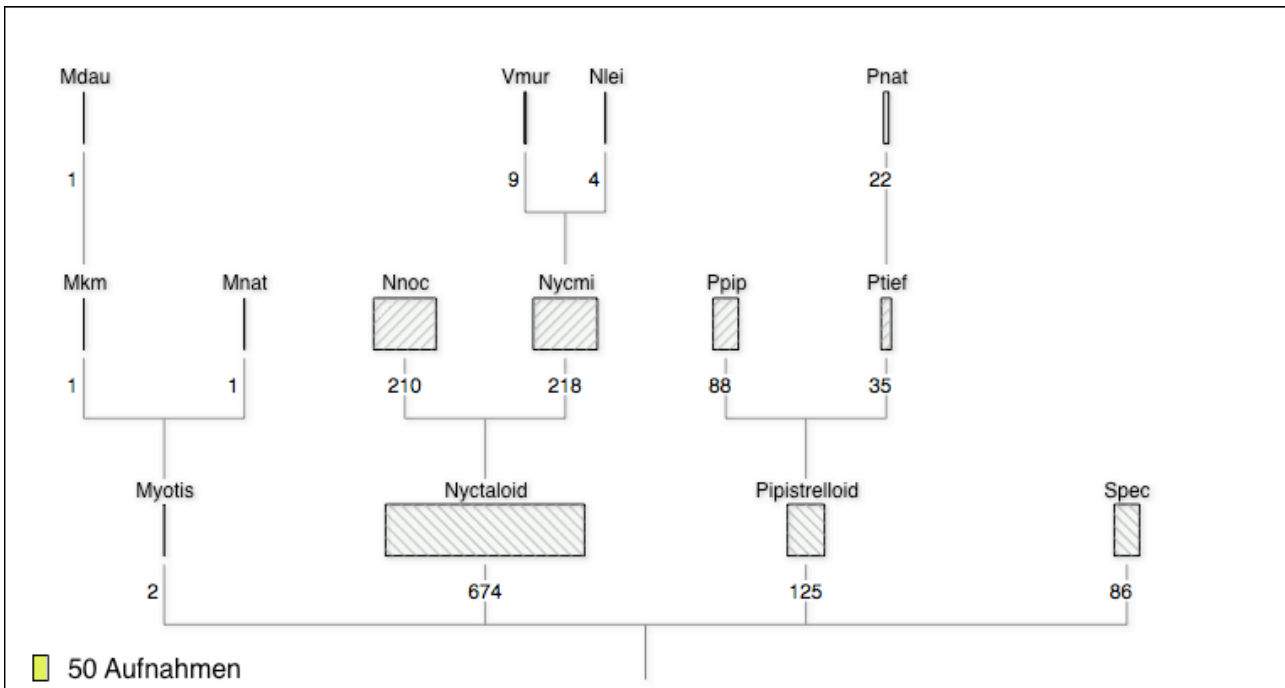 Mdau Vmur Nlei Pnat
1 9 4 22
Mkm Mnat Nnoc Nycmi Ppip Ptief
1 1 210 218 88 35
Myotis Nyctaloid Pipistrelloid Spec
2 674 125 86
50 Aufnahmen